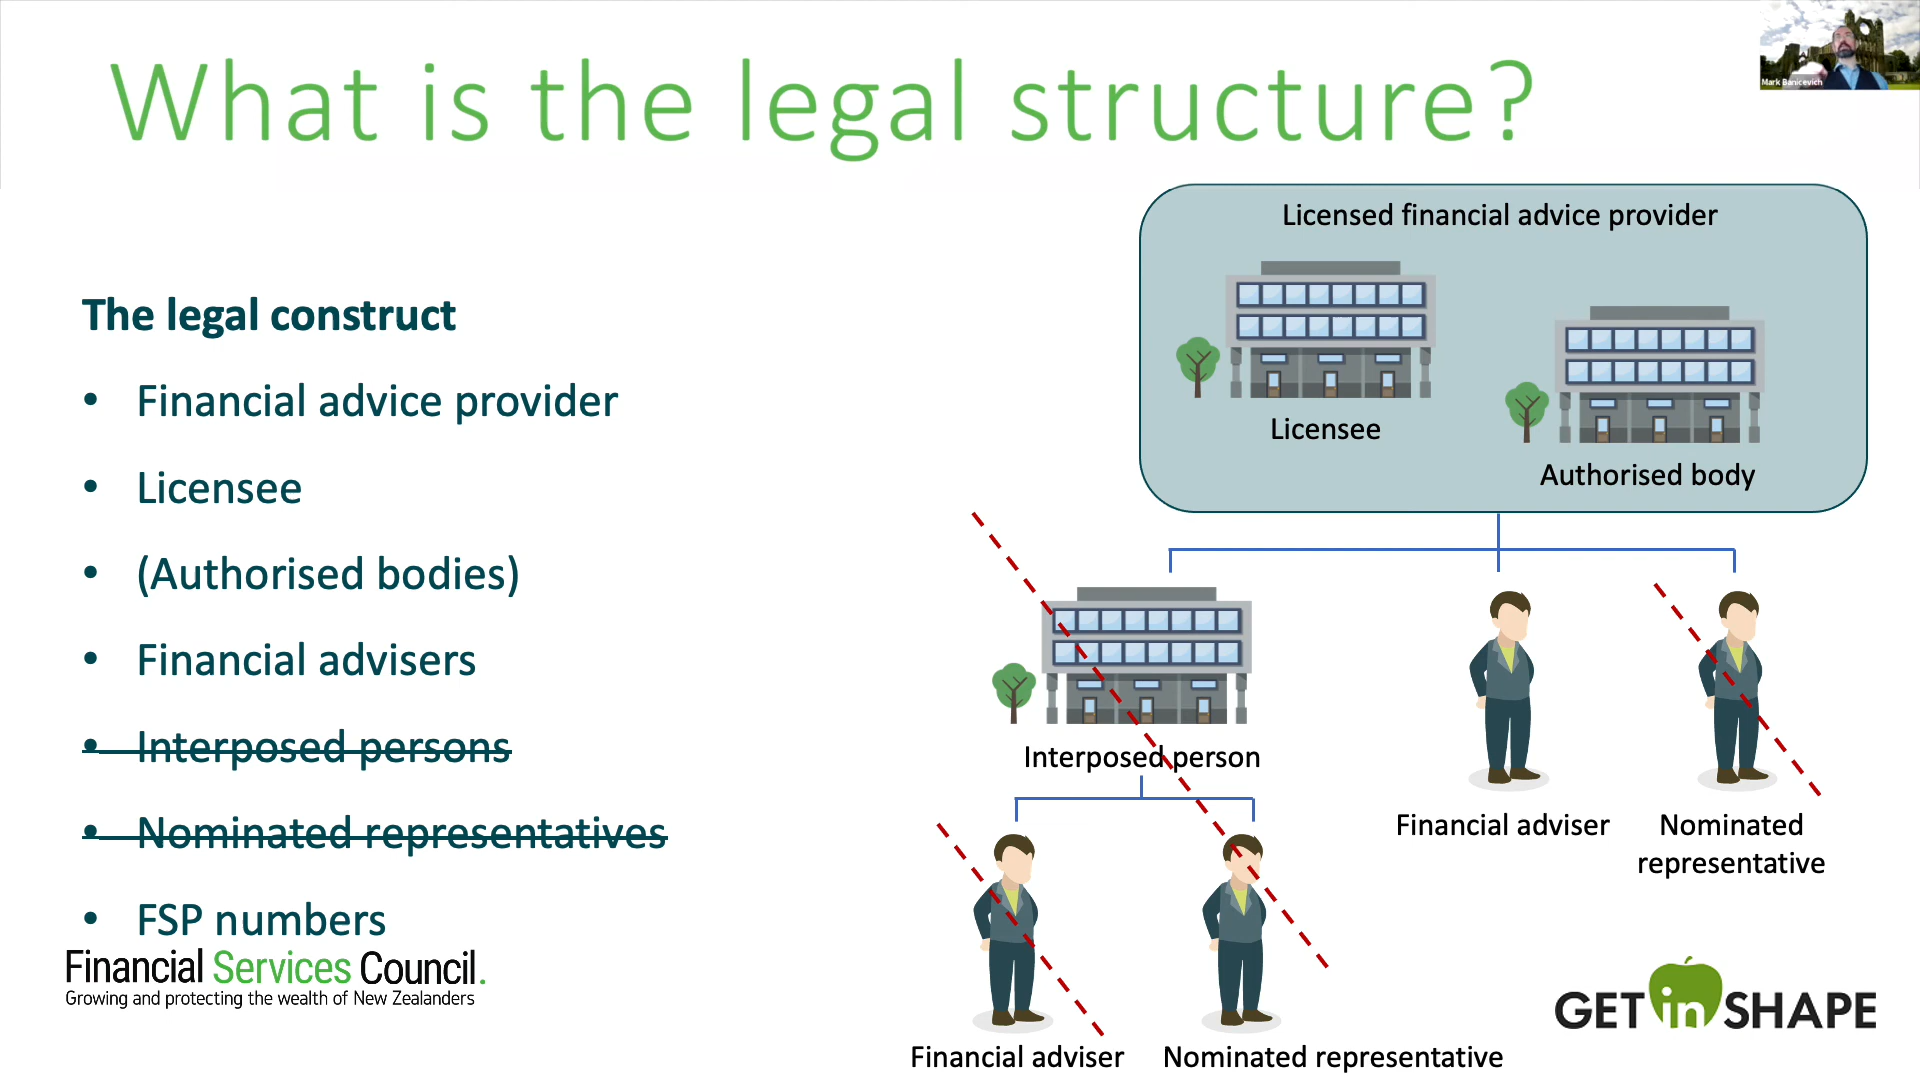 What is the legal structure?
Mark Banicevich
The legal construct
• Financial advice provider
• Licensee
• (Authorised bodies)
• Financial advisers
• Interposed persons
• Nominated representatives
• FSP numbers
Licensed financial advice provider
Licensee
Authorised body
Interposed person
Financial adviser
Nominated
representative
Financial adviser
Nominated representative
Financial Services Council.
Growing and protecting the wealth of New Zealanders
GET in SHAPE